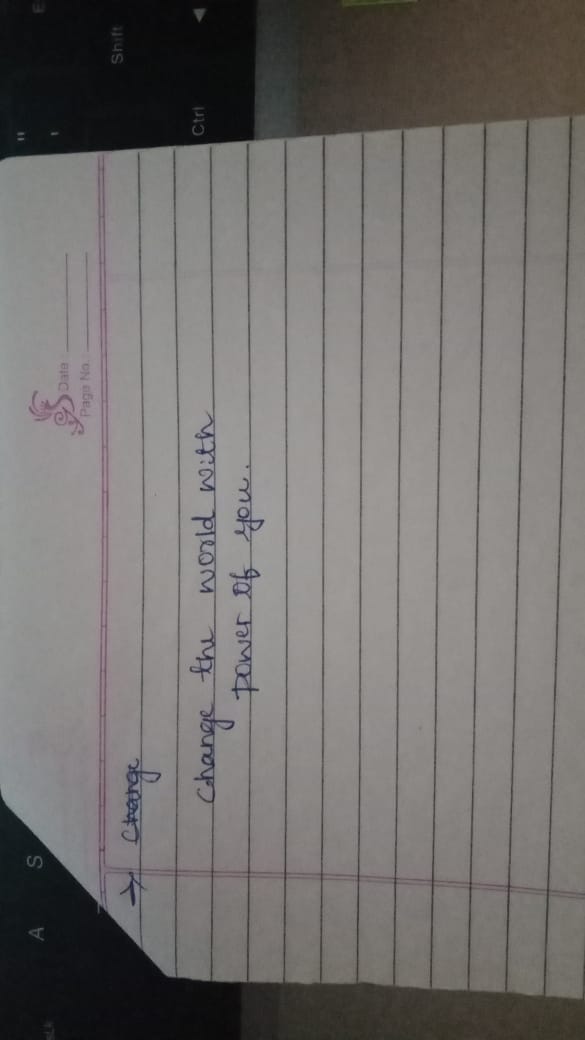 E
"
'
Shift
Ctrl
◄
A
S
Date :
Page No. :
→ Change
Change the world with
power of you.